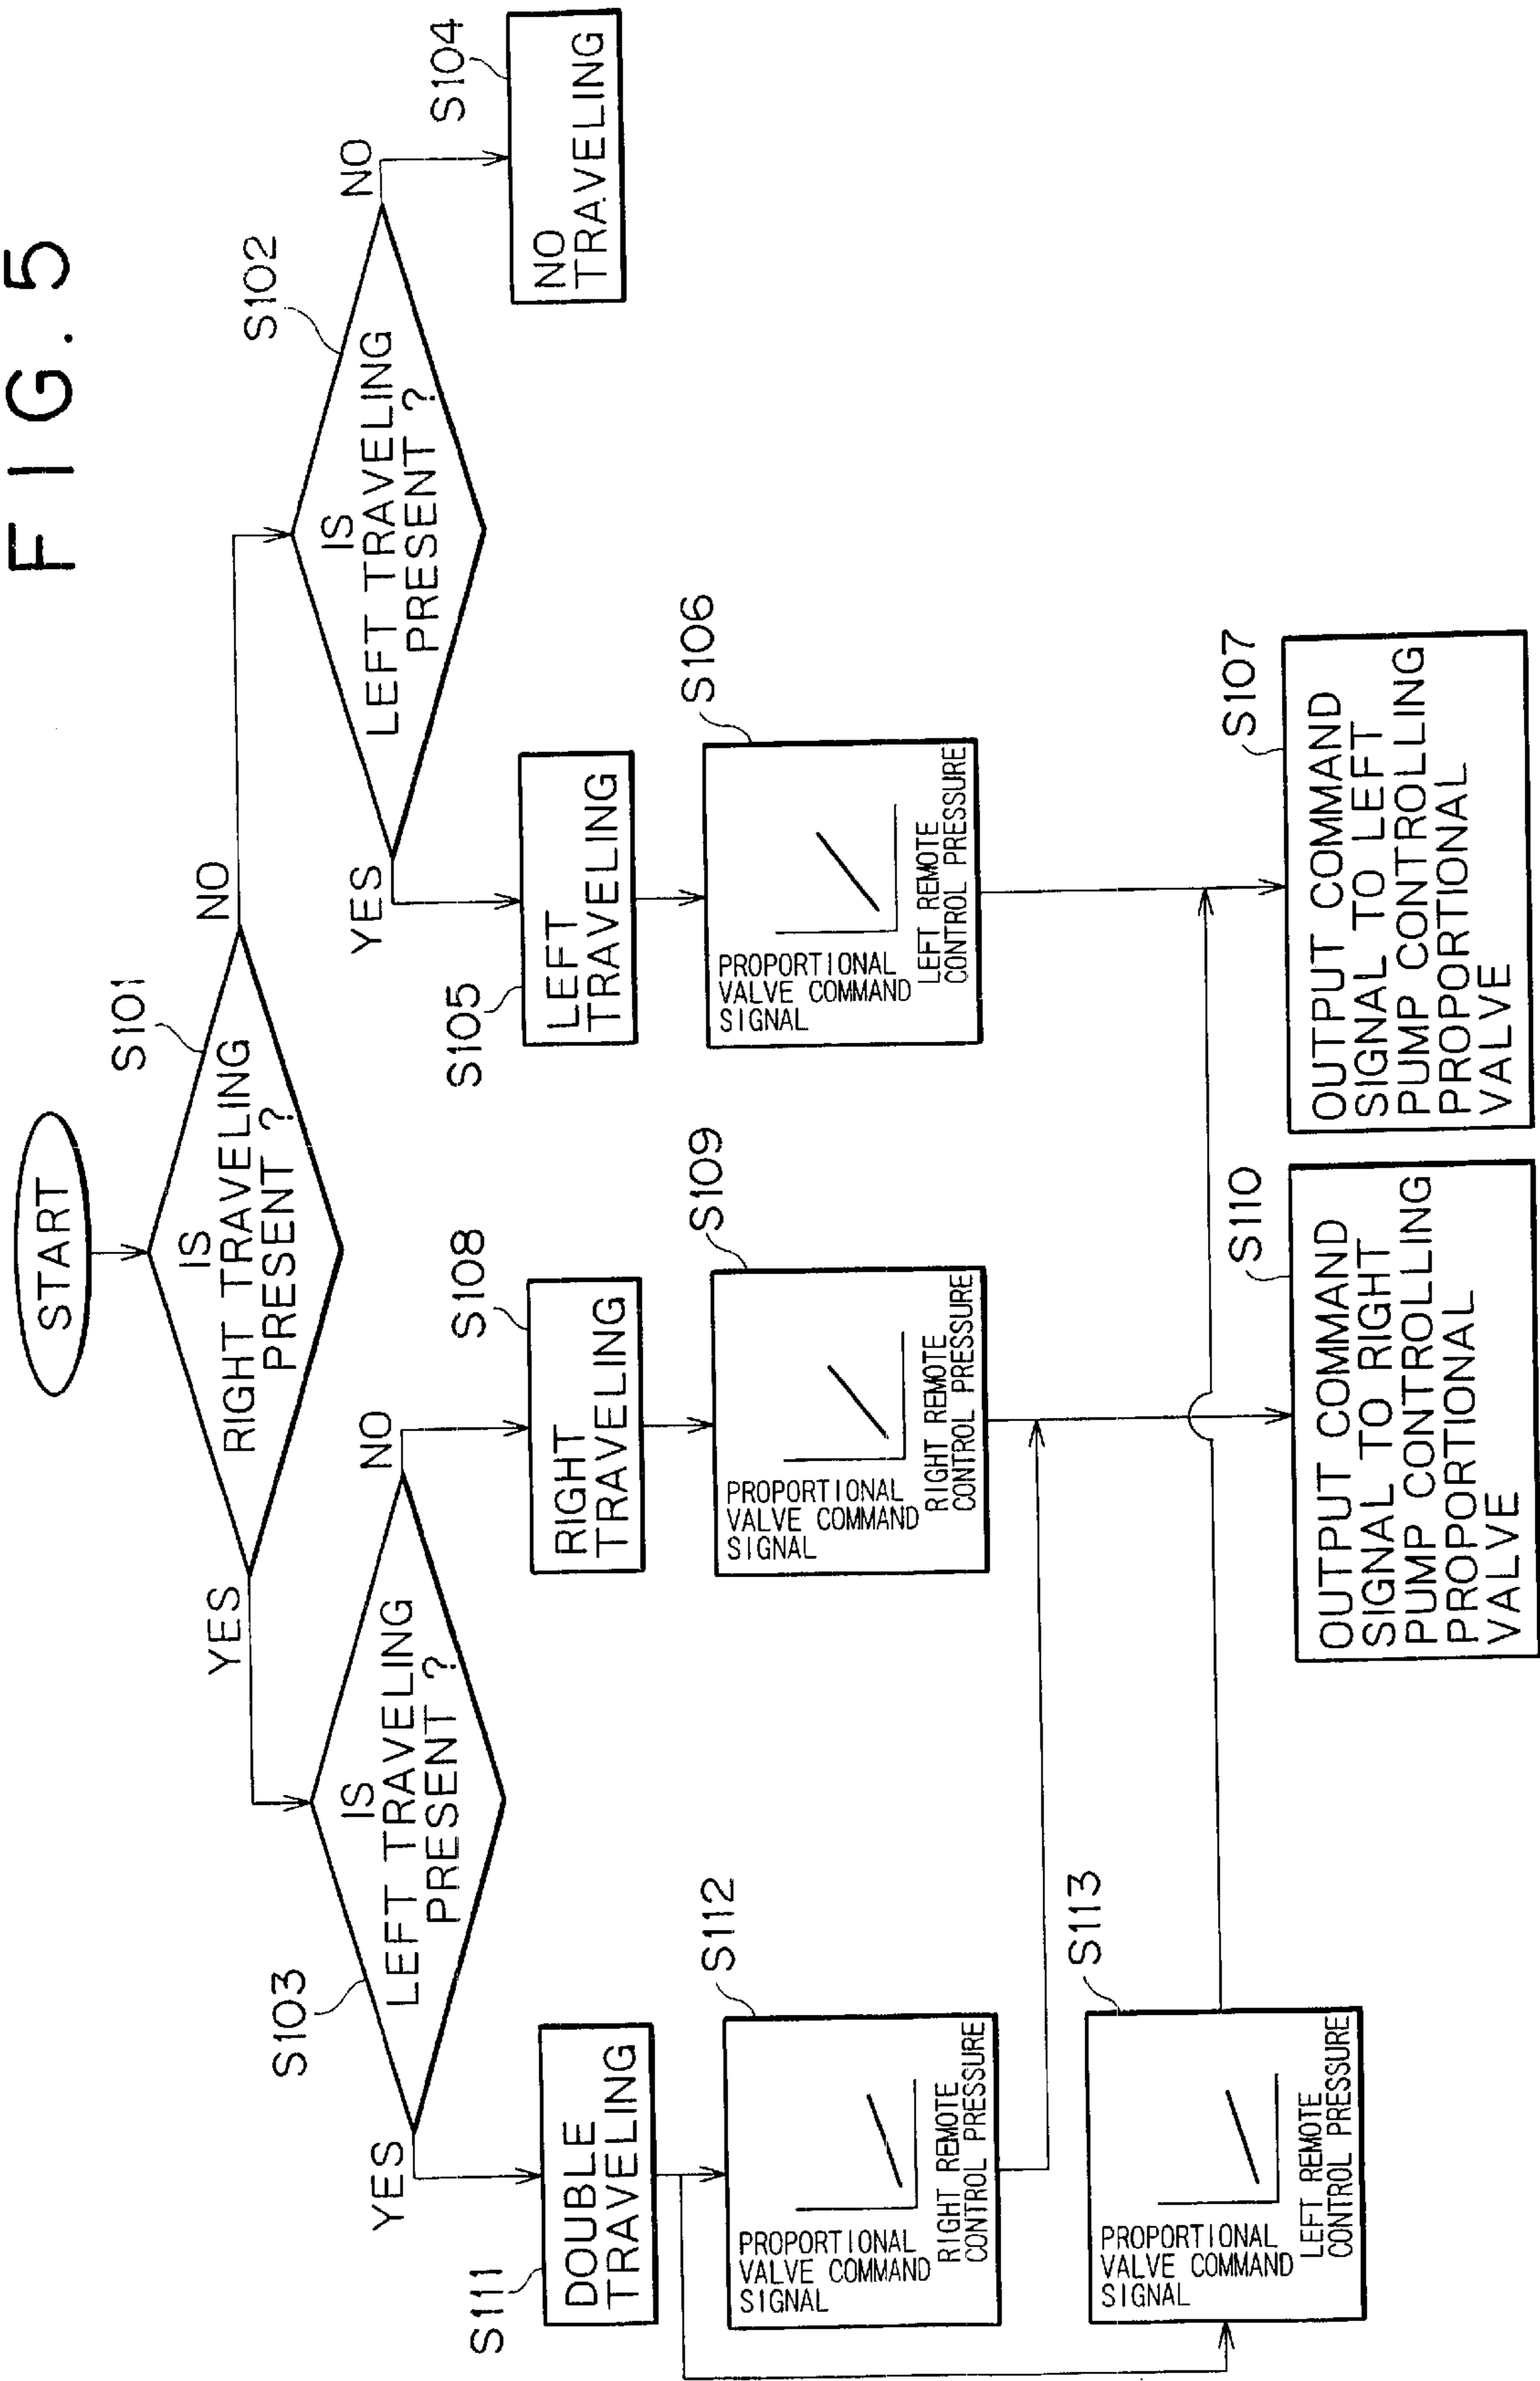 FIG. 5
START
S101
IS
RIGHT TRAVELING
PRESENT ?
YES
NO
S103
IS
LEFT TRAVELING
PRESENT ?
YES
NO
S102
IS
LEFT TRAVELING
PRESENT ?
YES
NO
S111
DOUBLE
TRAVELING
S108
RIGHT
TRAVELING
S105
LEFT
TRAVELING
S104
NO
TRAVELING
S112
PROPORTIONAL
VALVE COMMAND
SIGNAL
RIGHT REMOTE
CONTROL PRESSURE
S109
PROPORTIONAL
VALVE COMMAND
SIGNAL
RIGHT REMOTE
CONTROL PRESSURE
S106
PROPORTIONAL
VALVE COMMAND
SIGNAL
LEFT REMOTE
CONTROL PRESSURE
S113
PROPORTIONAL
VALVE COMMAND
SIGNAL
LEFT REMOTE
CONTROL PRESSURE
S110
OUTPUT COMMAND
SIGNAL TO RIGHT
PUMP CONTROLLING
PROPORTIONAL
VALVE
S107
OUTPUT COMMAND
SIGNAL TO LEFT
PUMP CONTROLLING
PROPORTIONAL
VALVE